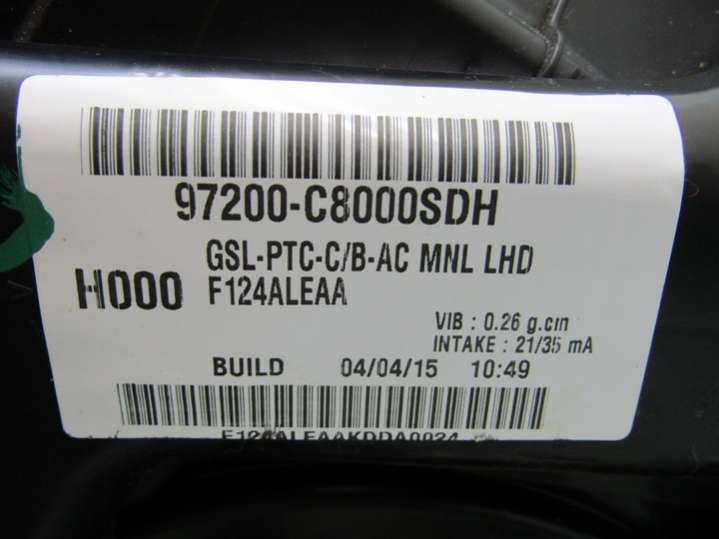 97200-C8000SDH
GSL-PTC-C/B-AC MNL LHD
H000 F124ALEAA
VIB : 0.26 g.cm
INTAKE : 21/35 mA
BUILD 04/04/15 10:49
F124ALEAAKDDA0024